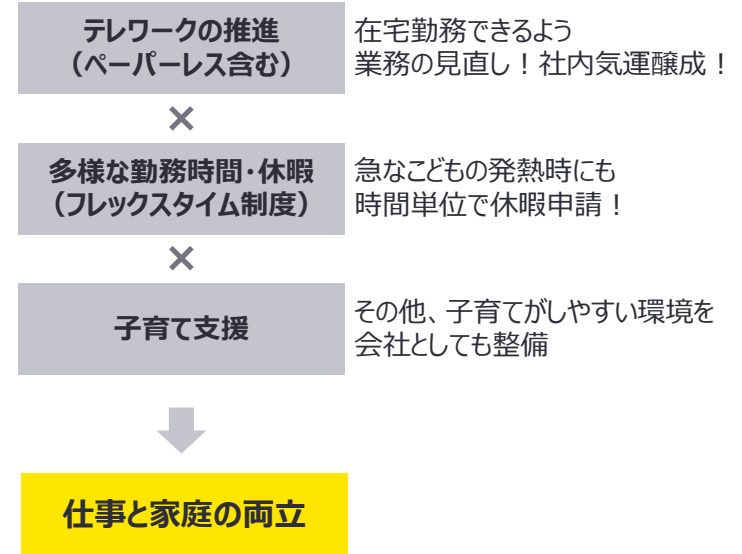 テレワークの推進
（ペーパーレス含む）
在宅勤務できるよう
業務の見直し！社内気運醸成！
×
多様な勤務時間・休暇
（フレックスタイム制度）
急なこどもの発熱時にも
時間単位で休暇申請！
×
子育て支援
その他、子育てがしやすい環境を
会社としても整備
仕事と家庭の両立